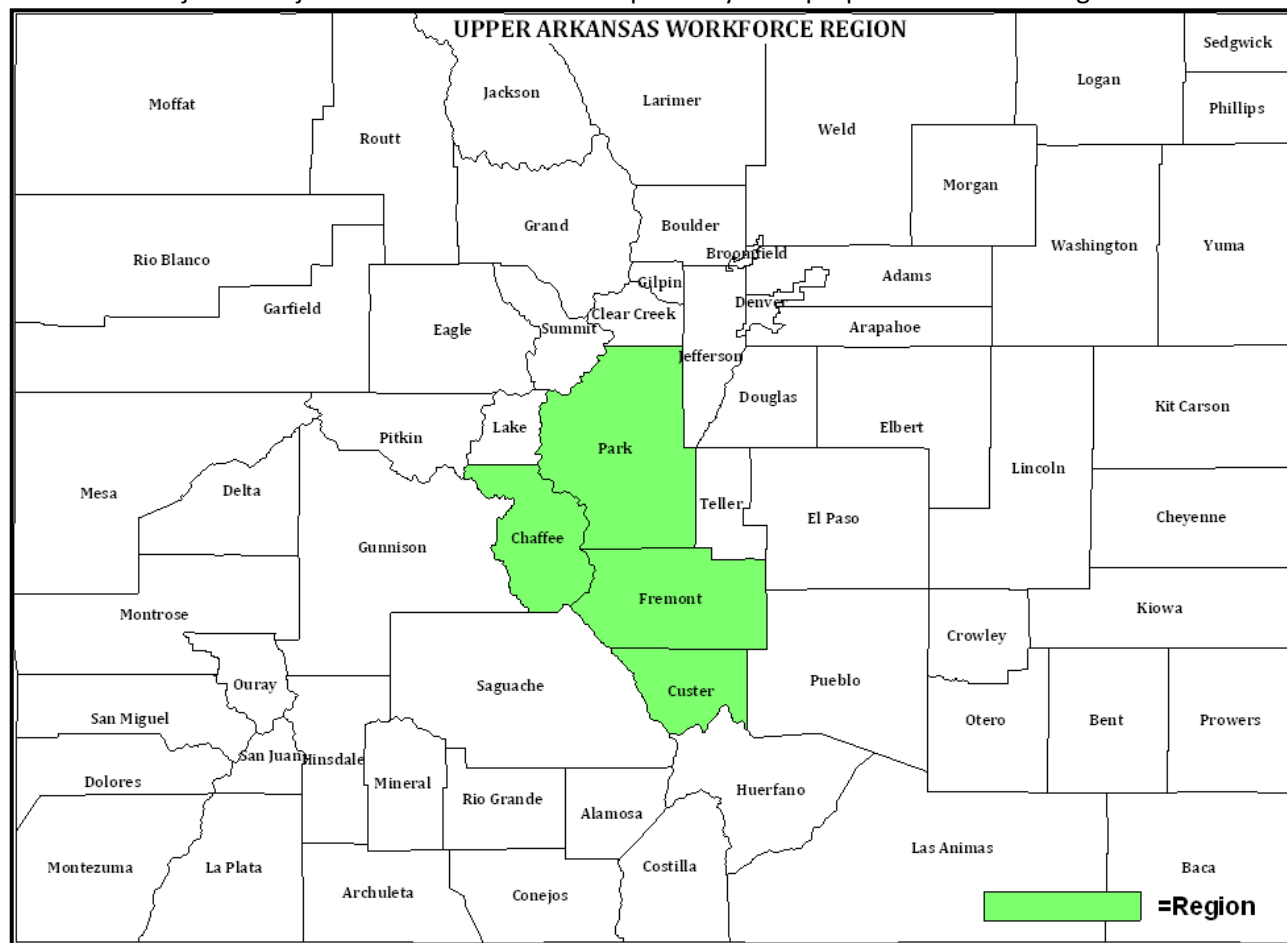 UPPER ARKANSAS WORKFORCE REGION
Sedgwick
Logan
Jackson
Larimer
Moffat
Phillips
Weld
Routt
Morgan
Grand
Boulder
Washington
Yuma
Rio Blanco
Broomfield
Adams
Gilpin
Denver
Garfield
Clear Creek
Eagle
Summit
Arapahoe
Jefferson
Douglas
Kit Carson
Lake
Elbert
Pitkin
Park
Lincoln
Delta
Mesa
Teller
El Paso
Cheyenne
Chaffee
Gunnison
Fremont
Kiowa
Montrose
Crowley
Ouray
Saguache
Pueblo
Custer
San Miguel
Otero
Bent
Prowers
San Juan
Hinsdale
Dolores
Mineral
Huerfano
Rio Grande
Alamosa
Las Animas
Montezuma
La Plata
Costilla
Baca
Archuleta
Conejos
=Region